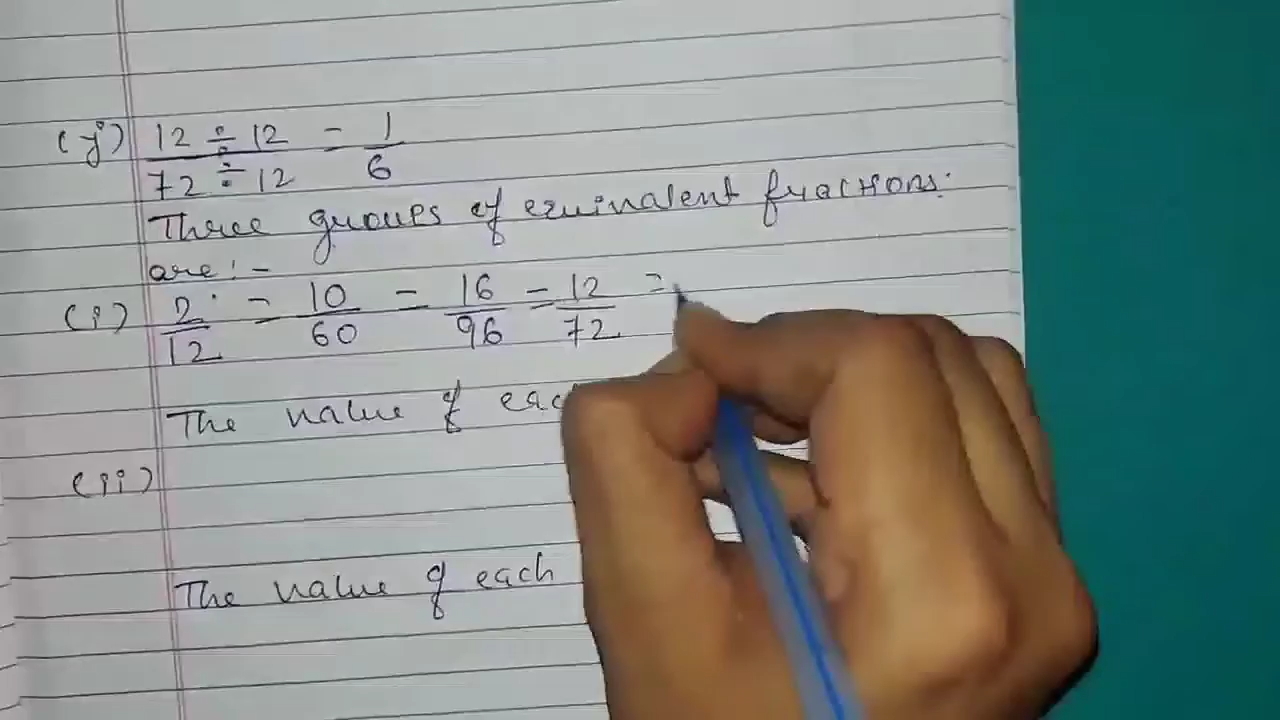 (j) 12 ÷ 12 / 72 ÷ 12 = 1/6
Three groups of equivalent fractions
are:-
(i) 2/12 = 10/60 = 16/96 = 12/72 =
The value of each
(ii)
The value of each